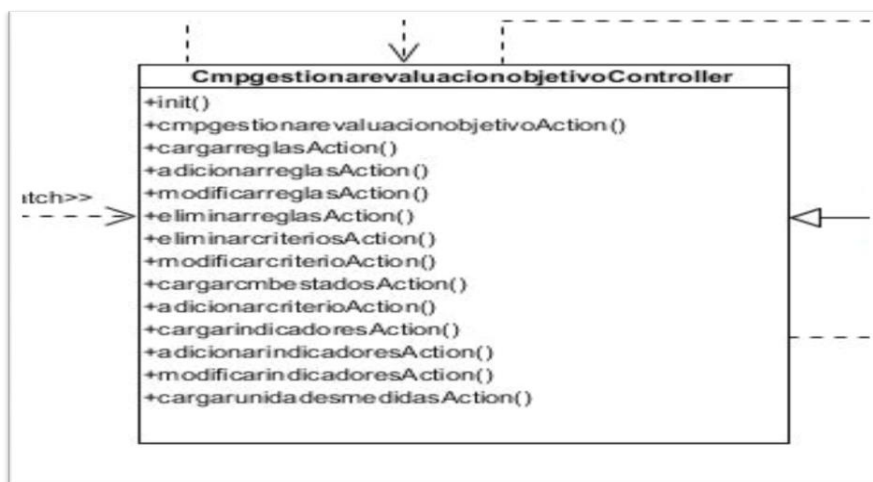 CmpgestionarevaluacionobjetivoController
+init()
+cmpgestionarevaluacionobjetivoAction()
+cargarreglasAction()
+adicionarreglasAction()
+modificarreglasAction()
itch>>
+eliminarreglasAction()
+eliminarcriteriosAction()
+modificarcriterioAction()
+cargarcmbestadosAction()
+adicionarcriterioAction()
+cargarindicadoresAction()
+adicionarindicadoresAction()
+modificarindicadoresAction()
+cargarunidadesmedidasAction()